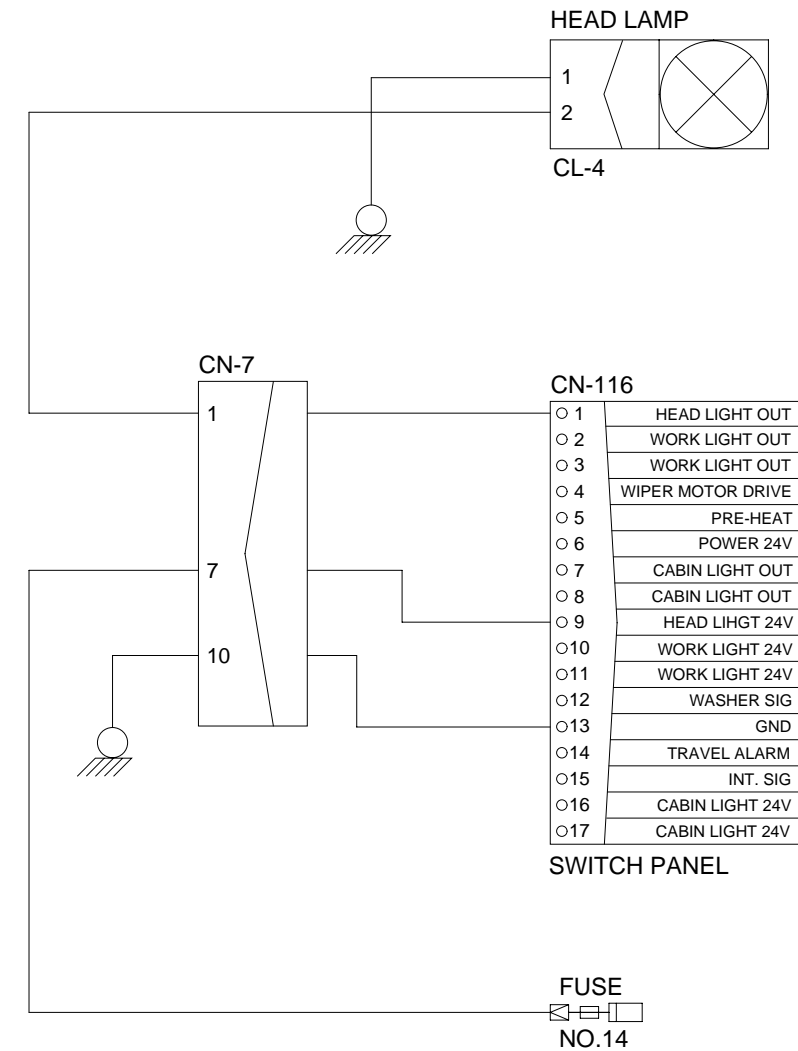 HEAD LAMP
1
2
CL-4
CN-7
1
7
10
CN-116
1 HEAD LIGHT OUT
2 WORK LIGHT OUT
3 WORK LIGHT OUT
4 WIPER MOTOR DRIVE
5 PRE-HEAT
6 POWER 24V
7 CABIN LIGHT OUT
8 CABIN LIGHT OUT
9 HEAD LIHGT 24V
10 WORK LIGHT 24V
11 WORK LIGHT 24V
12 WASHER SIG
13 GND
14 TRAVEL ALARM
15 INT. SIG
16 CABIN LIGHT 24V
17 CABIN LIGHT 24V
SWITCH PANEL
FUSE
NO.14